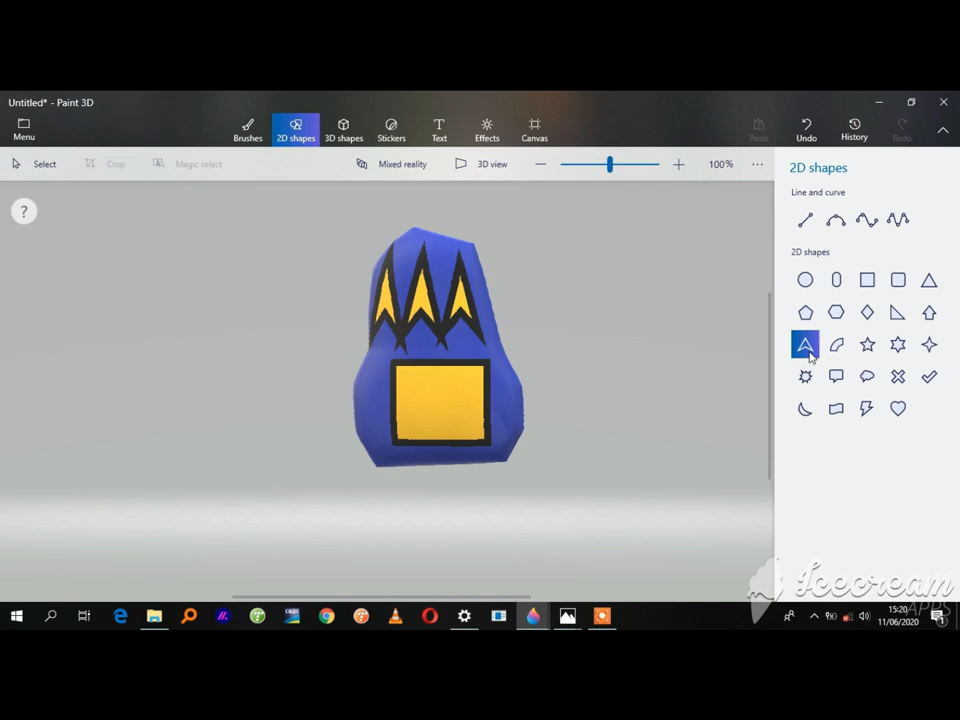 Untitled* - Paint 3D
Menu
Brushes
2D shapes
3D shapes
Stickers
Text
Effects
Canvas
Paste
Undo
History
Redo
Select
Crop
Magic select
Mixed reality
3D view
100%
2D shapes
Line and curve
2D shapes
?
Icecream
APPS
15:20
11/06/2020